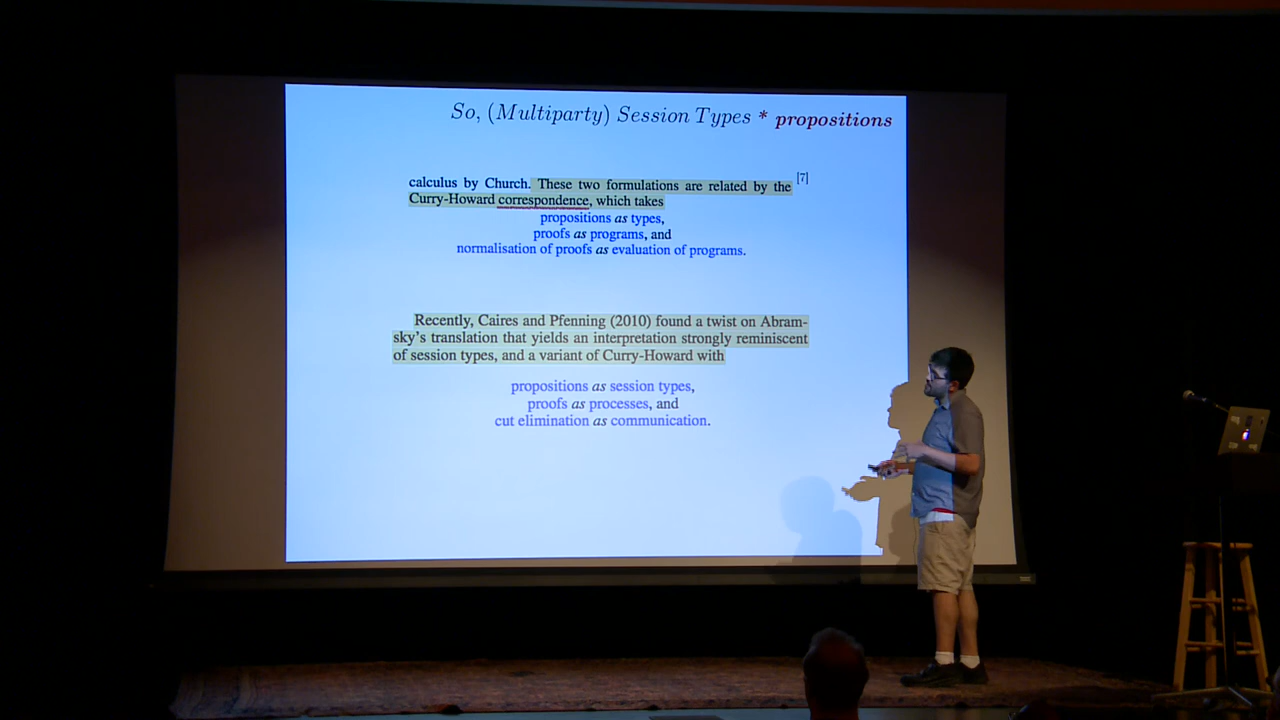 So, (Multiparty) Session Types * propositions
calculus by Church. These two formulations are related by the [7]
Curry-Howard correspondence, which takes
propositions as types,
proofs as programs, and
normalisation of proofs as evaluation of programs.
Recently, Caires and Pfenning (2010) found a twist on Abram-
sky's translation that yields an interpretation strongly reminiscent
of session types, and a variant of Curry-Howard with
propositions as session types,
proofs as processes, and
cut elimination as communication.